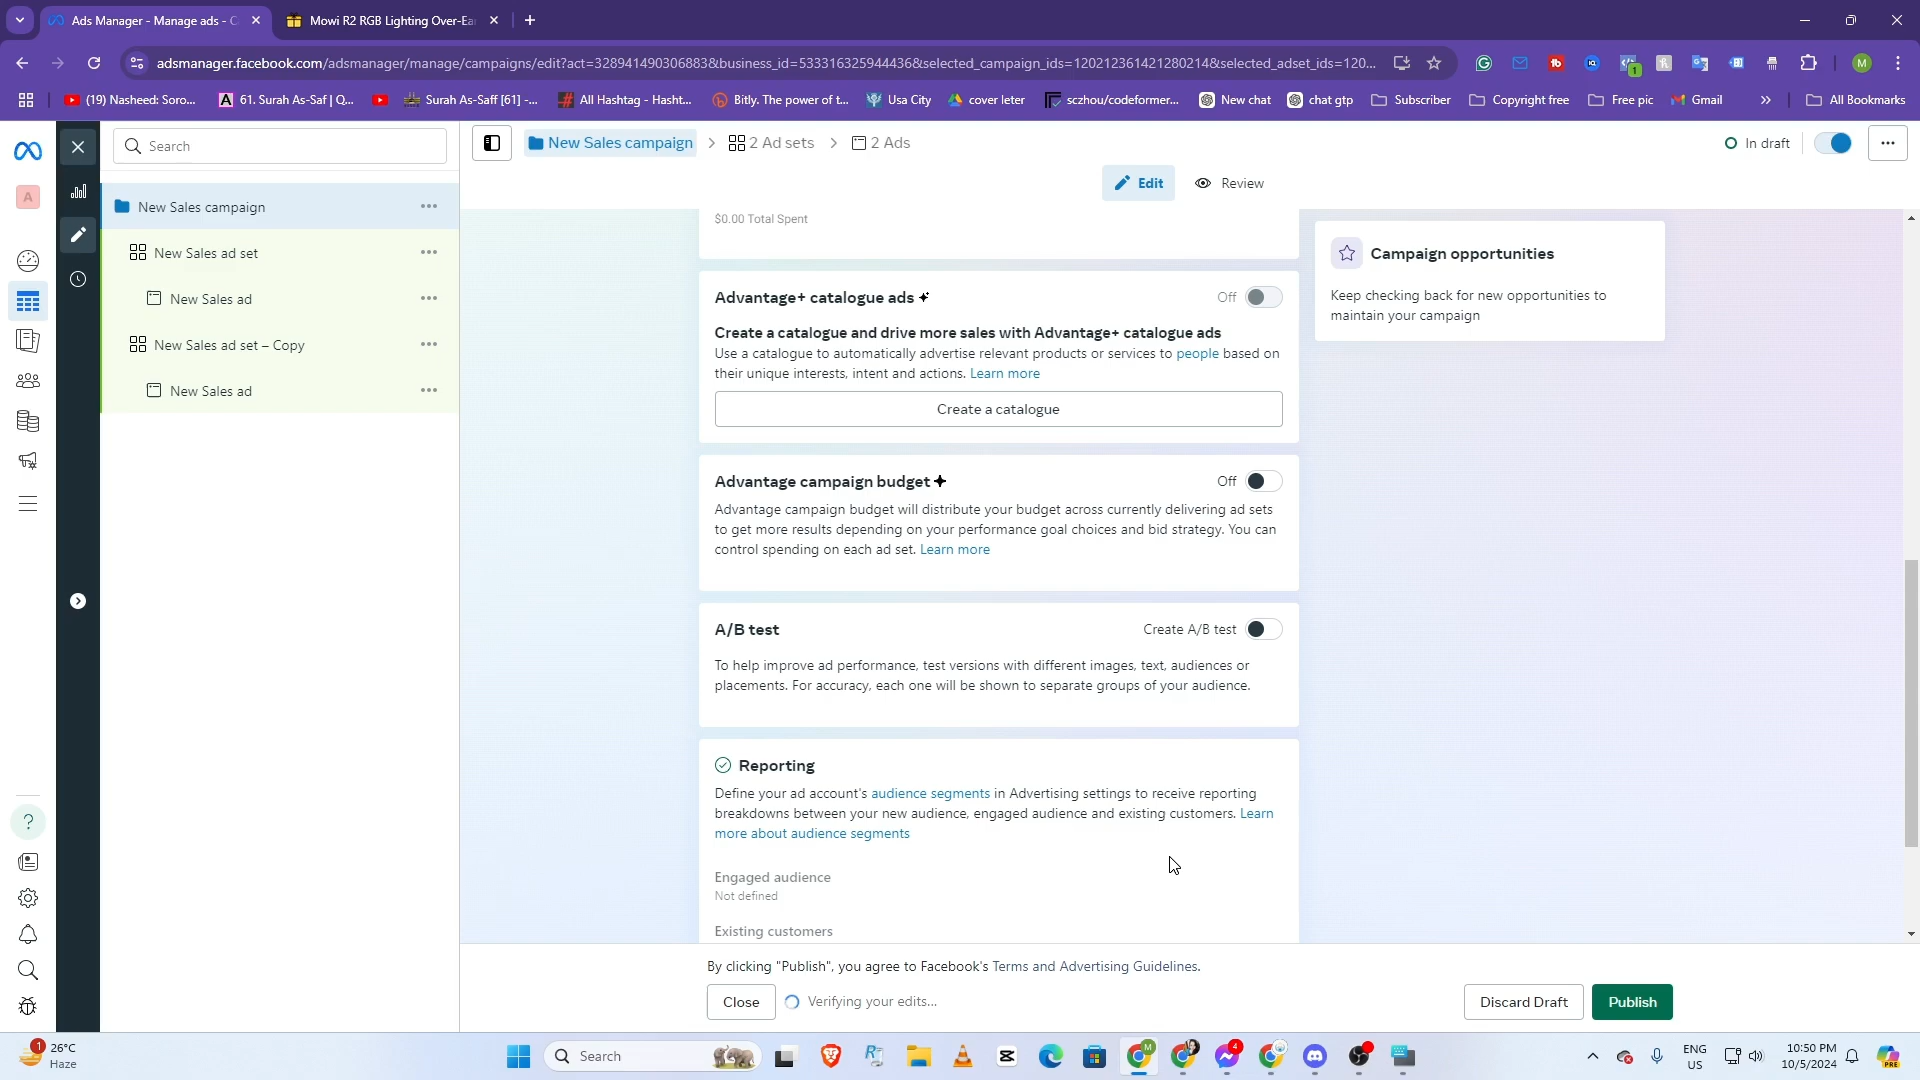 Ads Manager - Manage ads - C
Mowi R2 RGB Lighting Over-Ea
adsmanager.facebook.com/adsmanager/manage/campaigns/edit?act=328941490306883&business_id=533316325944436&selected_campaign_ids=120212361421280214&selected_adset_ids=120...
M
(19) Nasheed: Soro...
61. Surah As-Saf | Q...
Surah As-Saff [61] -...
All Hashtag - Hasht...
Bitly. The power of t...
Usa City
cover leter
sczhou/codeformer...
New chat
chat gtp
Subscriber
Copyright free
Free pic
Gmail
All Bookmarks
Search
New Sales campaign
2 Ad sets
2 Ads
In draft
A
Edit
Review
New Sales campaign
New Sales ad set
New Sales ad
New Sales ad set – Copy
New Sales ad
$0.00 Total Spent
Advantage+ catalogue ads
Off
Create a catalogue and drive more sales with Advantage+ catalogue ads
Use a catalogue to automatically advertise relevant products or services to people based on
their unique interests, intent and actions. Learn more
Create a catalogue
Campaign opportunities
Keep checking back for new opportunities to
maintain your campaign
Advantage campaign budget
Off
Advantage campaign budget will distribute your budget across currently delivering ad sets
to get more results depending on your performance goal choices and bid strategy. You can
control spending on each ad set. Learn more
A/B test
Create A/B test
To help improve ad performance, test versions with different images, text, audiences or
placements. For accuracy, each one will be shown to separate groups of your audience.
Reporting
Define your ad account's audience segments in Advertising settings to receive reporting
breakdowns between your new audience, engaged audience and existing customers. Learn
more about audience segments
Engaged audience
Not defined
Existing customers
By clicking "Publish", you agree to Facebook's Terms and Advertising Guidelines.
Close
Verifying your edits...
Discard Draft
Publish
1
26°C
Haze
Search
M
4
ENG
US
10:50 PM
10/5/2024
PRE